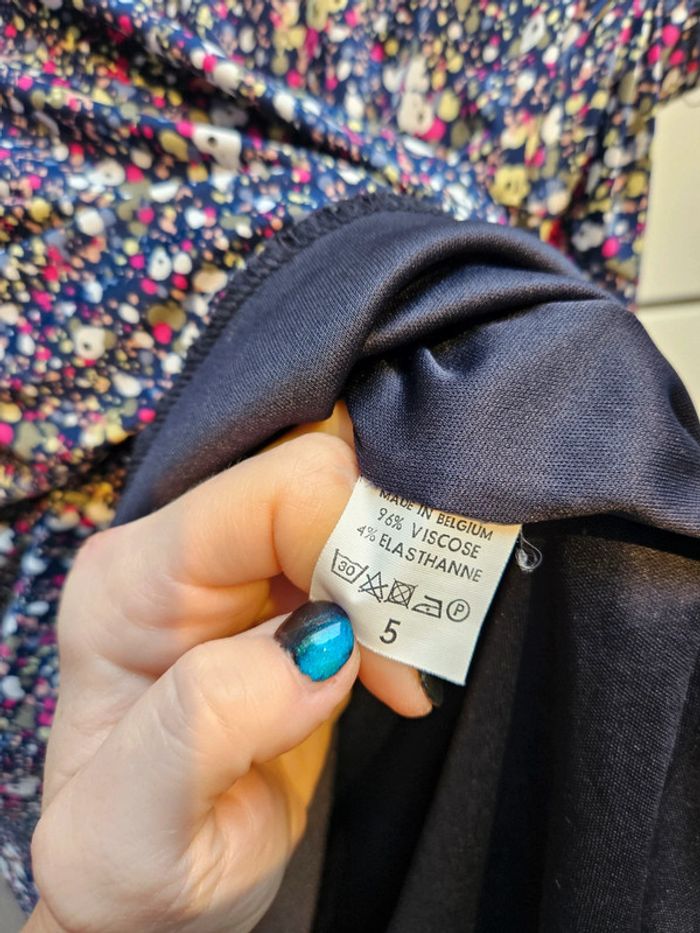 MADE IN BELGIUM
96% VISCOSE
4% ELASTHANNE
30 P
5